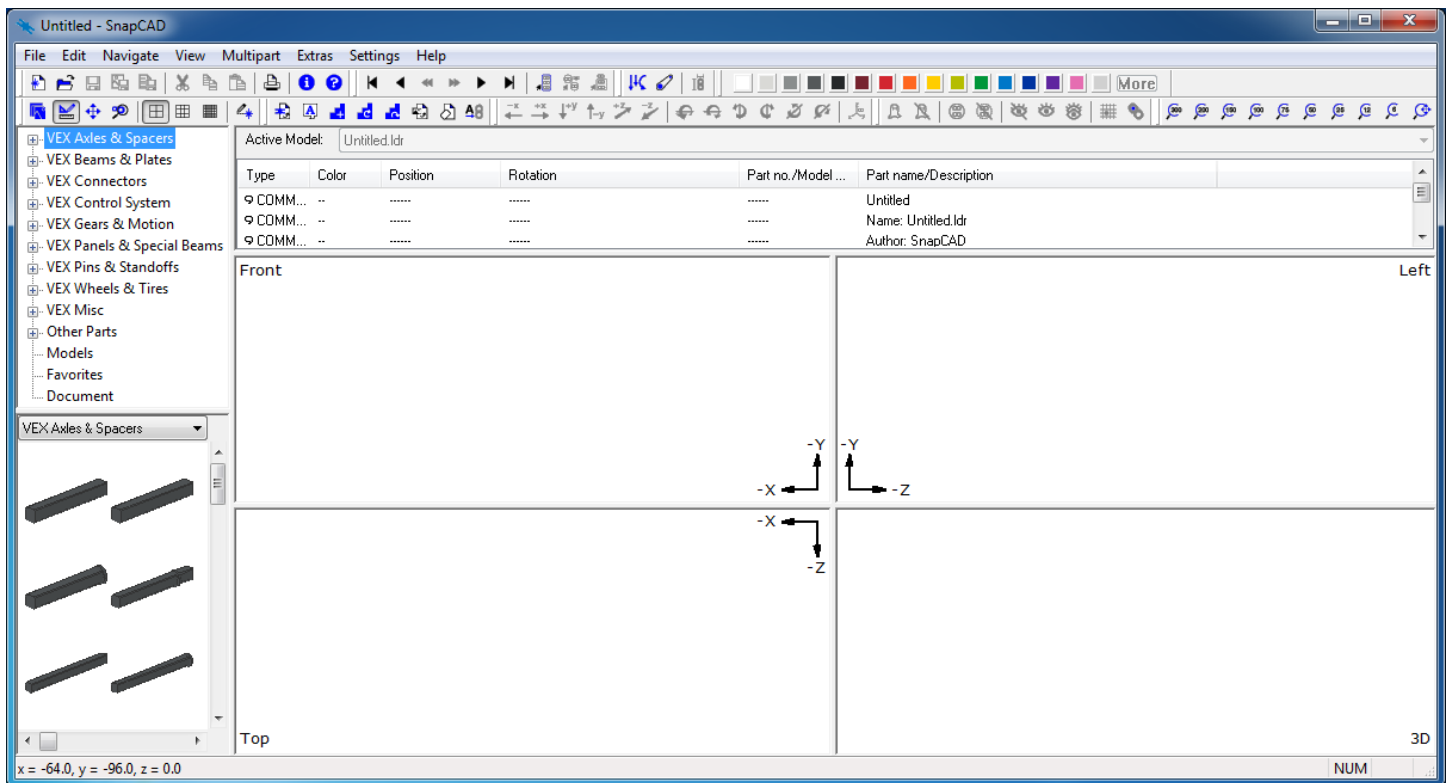 Untitled - SnapCAD
File Edit Navigate View Multipart Extras Settings Help
More
VEX Axles & Spacers
VEX Beams & Plates
VEX Connectors
VEX Control System
VEX Gears & Motion
VEX Panels & Special Beams
VEX Pins & Standoffs
VEX Wheels & Tires
VEX Misc
Other Parts
Models
Favorites
Document
VEX Axles & Spacers
Active Model: Untitled.ldr
Type Color Position Rotation Part no./Model ... Part name/Description
COMM... -- ------ ------ ------ Untitled
COMM... -- ------ ------ ------ Name: Untitled.ldr
COMM... -- ------ ------ ------ Author: SnapCAD
Front
-Y
-X
Left
-Y
-Z
-X
-Z
Top
3D
x = -64.0, y = -96.0, z = 0.0
NUM